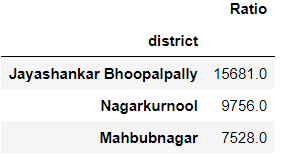 Ratio
district
Jayashankar Bhoopalpally 15681.0
Nagarkurnool 9756.0
Mahbubnagar 7528.0